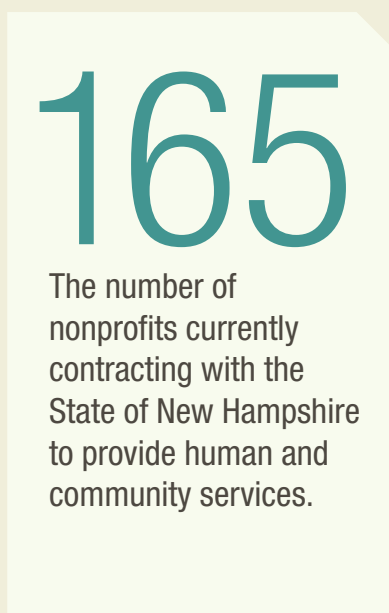 165
The number of
nonprofits currently
contracting with the
State of New Hampshire
to provide human and
community services.